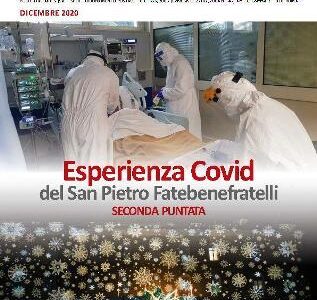 DICEMBRE 2020
Esperienza Covid
del San Pietro Fatebenefratelli
SECONDA PUNTATA